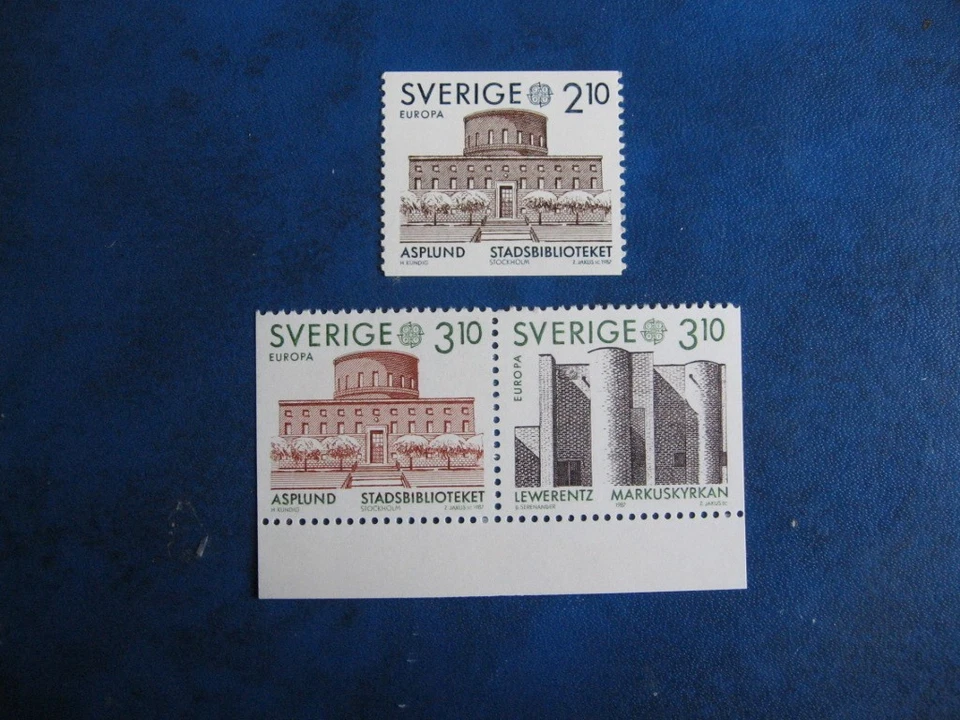 SVERIGE 2 10
EUROPA
ASPLUND STADSBIBLIOTEKET
STOCKHOLM
SVERIGE 3 10
EUROPA
ASPLUND STADSBIBLIOTEKET
STOCKHOLM
SVERIGE 3 10
EUROPA
LEWERENTZ MARKUSKYRKAN
1987